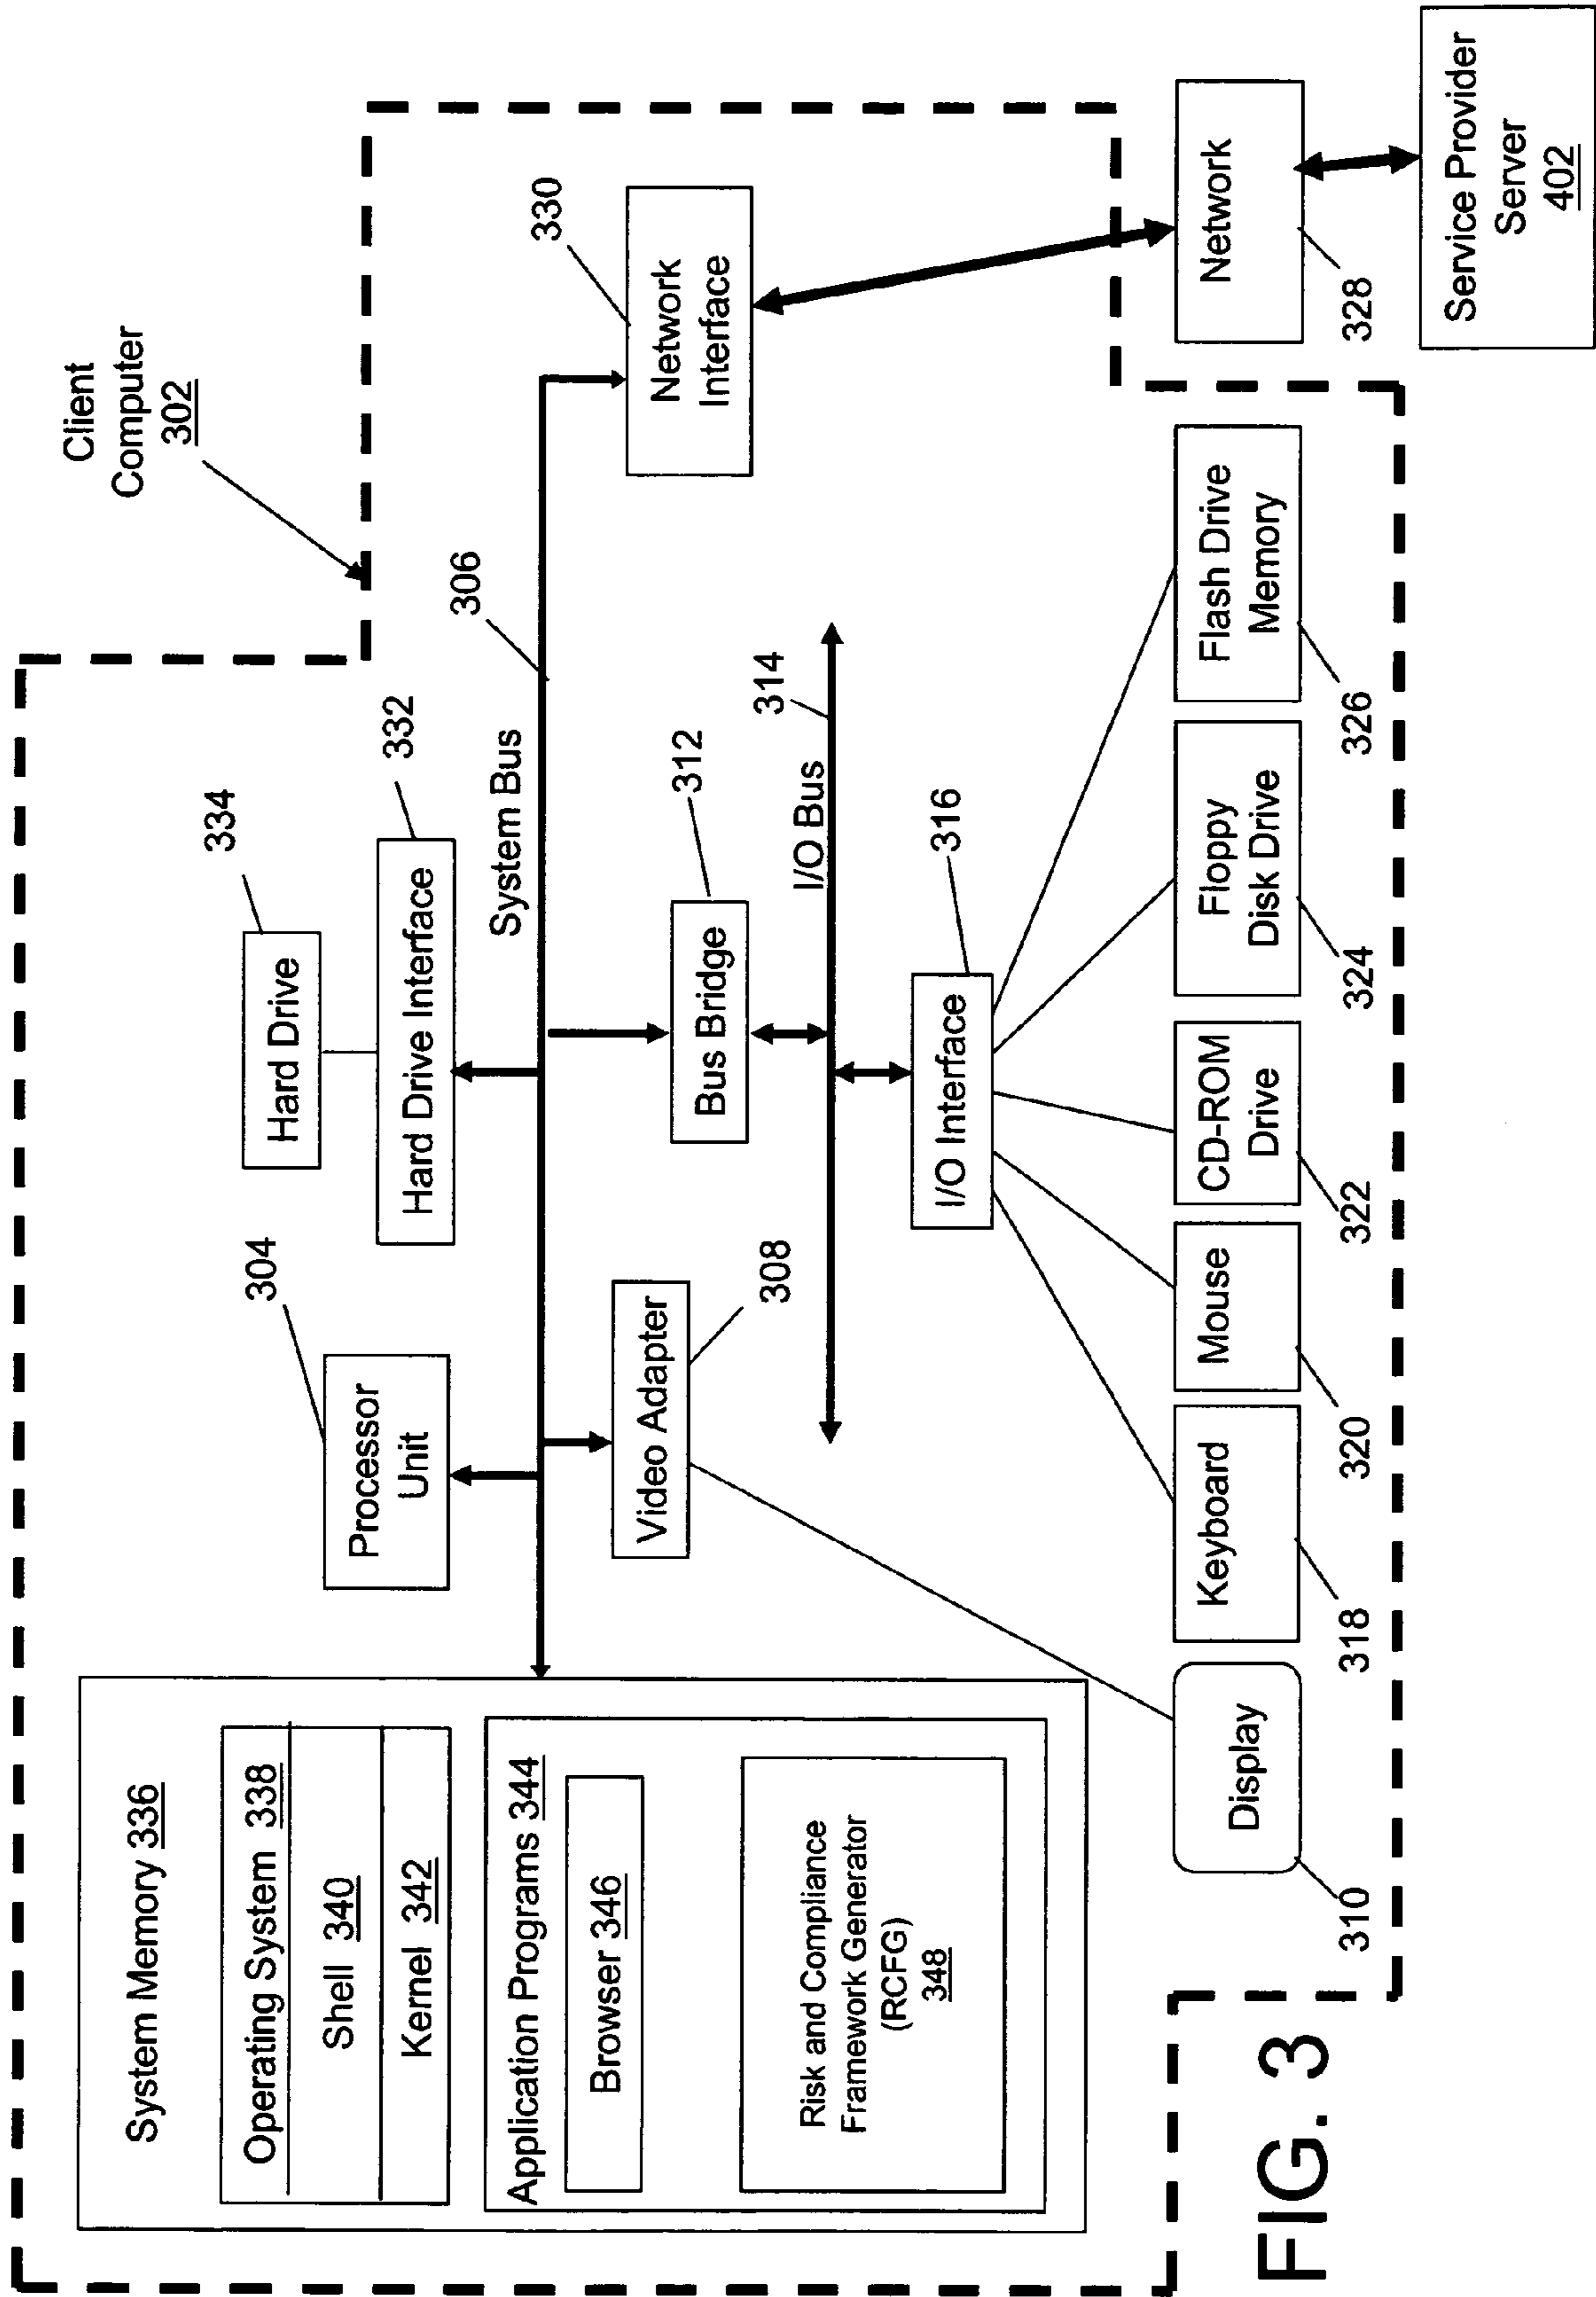 Client
Computer
302
System Memory 336
Operating System 338
Shell 340
Kernel 342
Application Programs 344
Browser 346
Risk and Compliance
Framework Generator
(RCFG)
348
304
Processor
Unit
334
Hard Drive
332
Hard Drive Interface
System Bus
306
330
Network
Interface
Video Adapter
308
Bus Bridge
312
I/O Bus
314
I/O Interface
316
Display
310
Keyboard
318
Mouse
320
CD-ROM
Drive
322
Floppy
Disk Drive
324
Flash Drive
Memory
326
Network
328
Service Provider
Server
402
FIG. 3